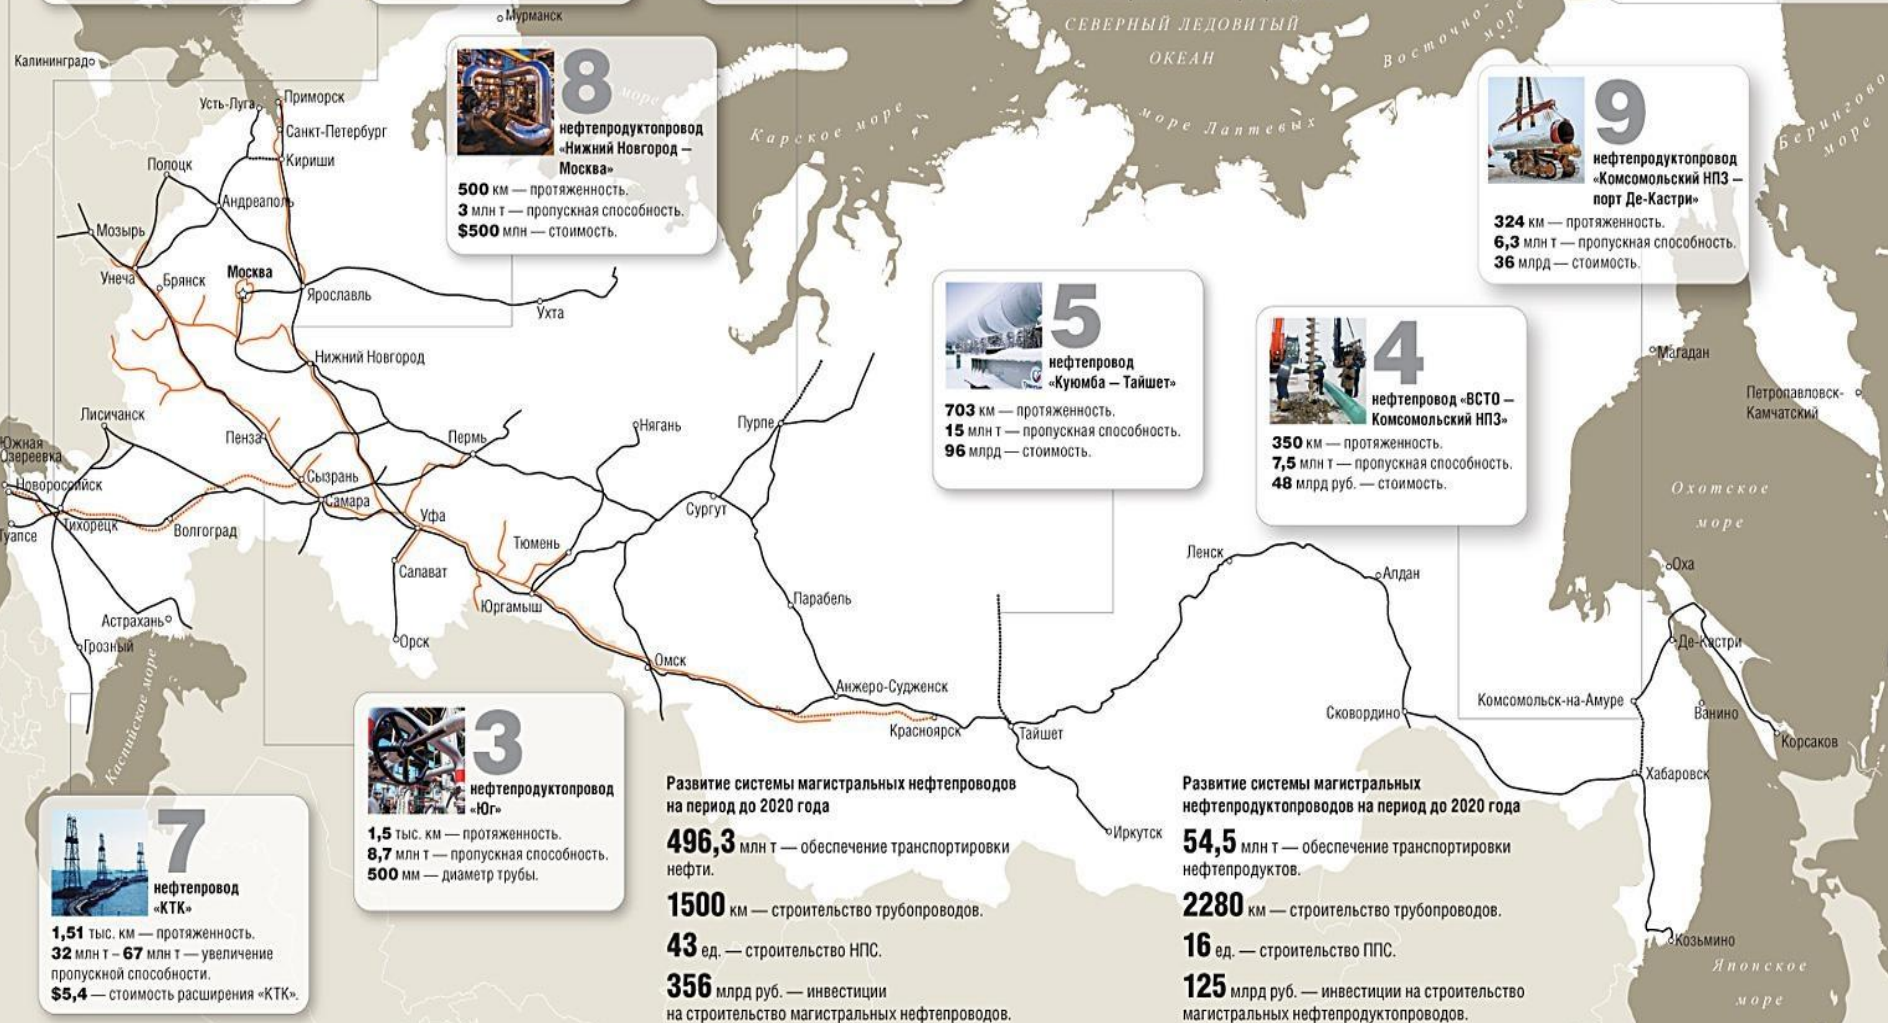 Мурманск
СЕВЕРНЫЙ ЛЕДОВИТЫЙ
ОКЕАН
Восточно-
море
Калининград
8
море
нефтепродуктопровод
«Нижний Новгород –
Москва»
500 км — протяженность.
3 млн т — пропускная способность.
$500 млн — стоимость.
9
нефтепродуктопровод
«Комсомольский НПЗ –
порт Де-Кастри»
324 км — протяженность.
6,3 млн т — пропускная способность.
36 млрд — стоимость.
Карское море
море Лаптевых
Берингово
море
Усть-Луга
Приморск
Санкт-Петербург
Кириши
Полоцк
Андреаполь
Мозырь
Унеча
Брянск
Москва
Ярославль
Ухта
Нижний Новгород
5
нефтепровод
«Куюмба – Тайшет»
703 км — протяженность.
15 млн т — пропускная способность.
96 млрд — стоимость.
4
нефтепровод «ВСТО –
Комсомольский НПЗ»
350 км — протяженность.
7,5 млн т — пропускная способность.
48 млрд руб. — стоимость.
Магадан
Петропавловск-
Камчатский
Лисичанск
Южная
Озереевка
Пенза
Пермь
Нягань
Пурпе
Новороссийск
Сызрань
Самара
Тихорецк
Туапсе
Волгоград
Уфа
Сургут
Тюмень
Охотское
море
Салават
Юргамыш
Парабель
Ленск
Алдан
Оха
Астрахань
Грозный
Орск
Омск
Де-Кастри
Каспийское море
Анжеро-Судженск
Красноярск
Тайшет
Сковородино
Комсомольск-на-Амуре
Ванино
Корсаков
Хабаровск
Иркутск
Козьмино
Японское
море
3
нефтепродуктопровод
«Юг»
1,5 тыс. км — протяженность.
8,7 млн т — пропускная способность.
500 мм — диаметр трубы.
7
нефтепровод
«КТК»
1,51 тыс. км — протяженность.
32 млн т – 67 млн т — увеличение
пропускной способности.
$5,4 — стоимость расширения «КТК».
Развитие системы магистральных нефтепроводов
на период до 2020 года
496,3 млн т — обеспечение транспортировки
нефти.
1500 км — строительство трубопроводов.
43 ед. — строительство НПС.
356 млрд руб. — инвестиции
на строительство магистральных нефтепроводов.
Развитие системы магистральных
нефтепродуктопроводов на период до 2020 года
54,5 млн т — обеспечение транспортировки
нефтепродуктов.
2280 км — строительство трубопроводов.
16 ед. — строительство ППС.
125 млрд руб. — инвестиции на строительство
магистральных нефтепродуктопроводов.